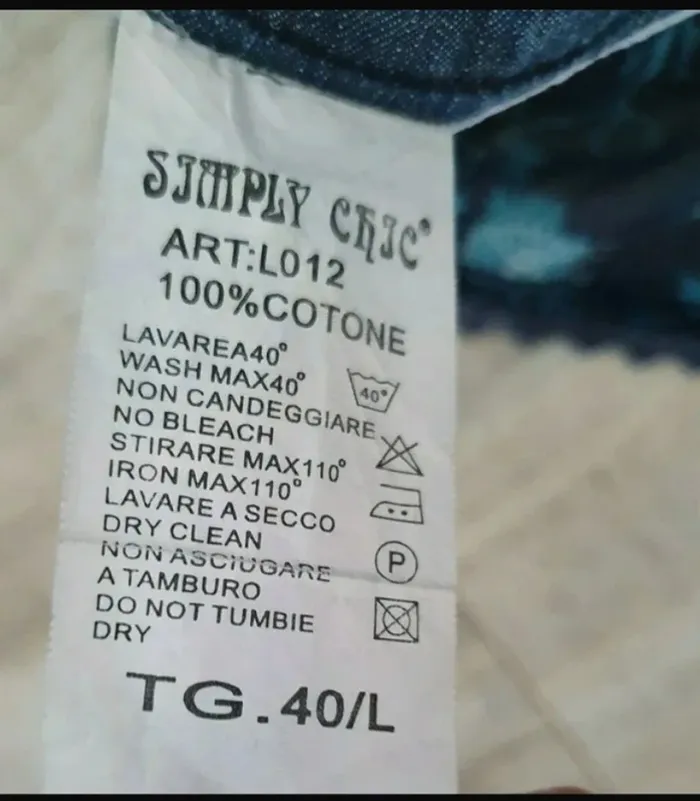 SIMPLY CHIC®
ART:L012
100%COTONE
LAVAREA40°
WASH MAX40°
40°
NON CANDEGGIARE
NO BLEACH
STIRARE MAX110°
IRON MAX110°
LAVARE A SECCO
DRY CLEAN
P
NON ASCIUGARE
A TAMBURO
DO NOT TUMBIE
DRY
TG.40/L